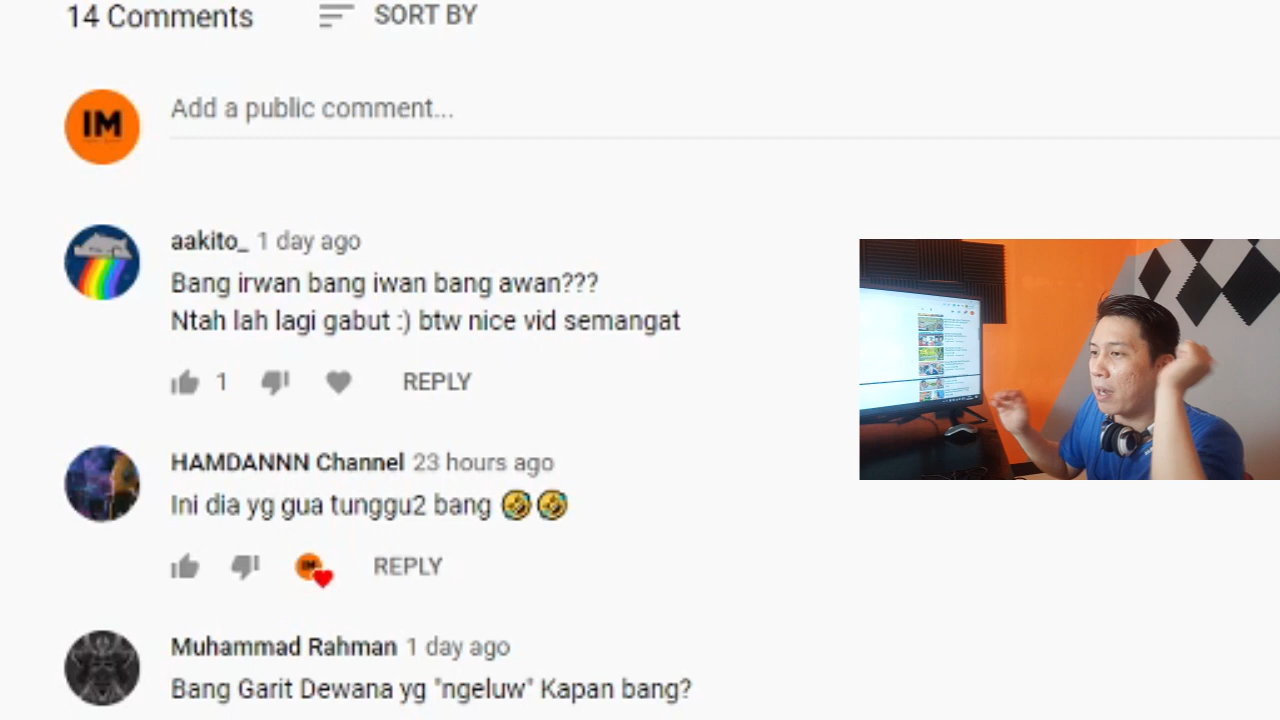 14 Comments
SORT BY
IM
Add a public comment...
aakito_ 1 day ago
Bang irwan bang iwan bang awan???
Ntah lah lagi gabut :) btw nice vid semangat
1
REPLY
HAMDANNN Channel 23 hours ago
Ini dia yg gua tunggu2 bang 🤣🤣
IM
REPLY
Muhammad Rahman 1 day ago
Bang Garit Dewana yg "ngeluw" Kapan bang?